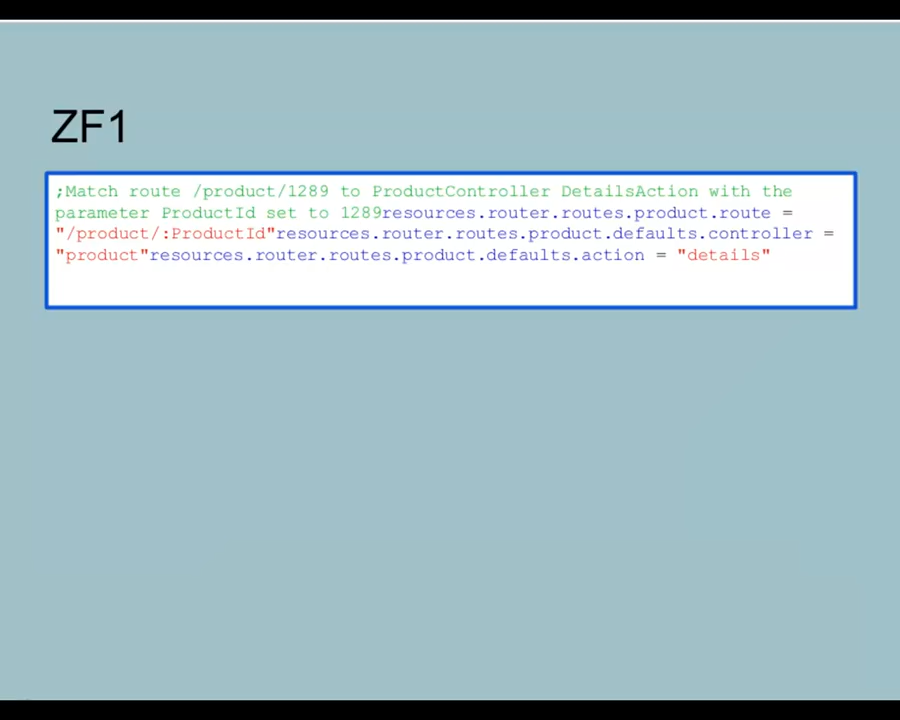 ZF1
;Match route /product/1289 to ProductController DetailsAction with the
parameter ProductId set to 1289resources.router.routes.product.route =
"/product/:ProductId"resources.router.routes.product.defaults.controller =
"product"resources.router.routes.product.defaults.action = "details"